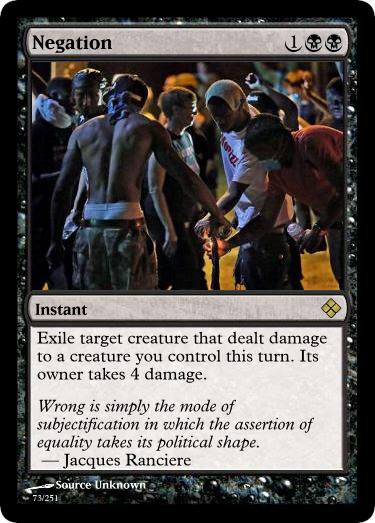 Negation 1
Instant
Exile target creature that dealt damage
to a creature you control this turn. Its
owner takes 4 damage.
Wrong is simply the mode of
subjectification in which the assertion of
equality takes its political shape.
— Jacques Ranciere
Source Unknown
73/251